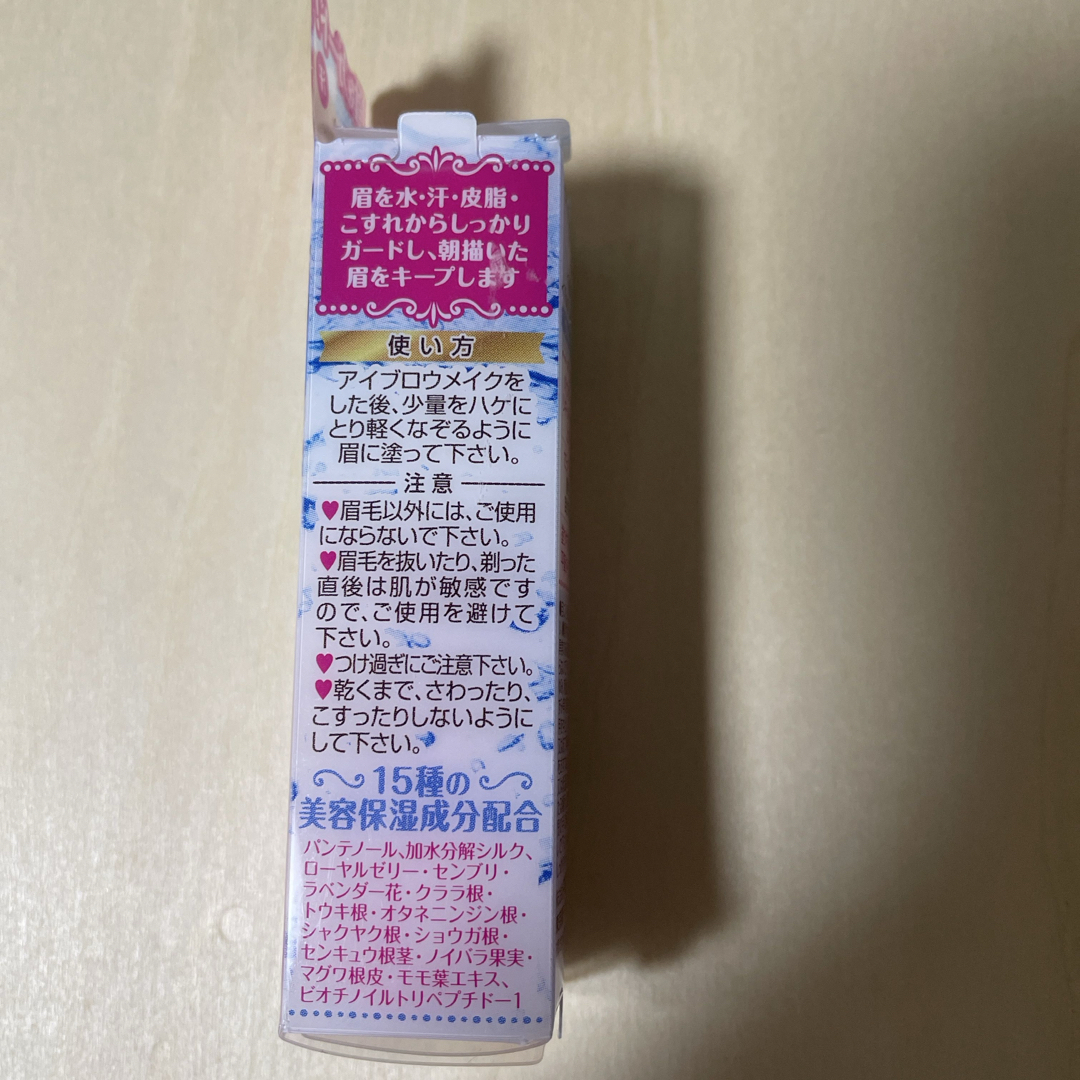 眉を水・汗・皮脂・
こすれからしっかり
ガードし、朝描いた
眉をキープします
使い方
アイブロウメイクを
した後、少量をハケに
とり軽くなぞるように
眉に塗って下さい。
注意
♥眉毛以外には、ご使用
にならないで下さい。
♥眉毛を抜いたり、剃った
直後は肌が敏感です
ので、ご使用を避けて
下さい。
♥つけ過ぎにご注意下さい。
♥乾くまで、さわったり、
こすったりしないように
して下さい。
15種の
美容保湿成分配合
パンテノール、加水分解シルク、
ローヤルゼリー・センブリ・
ラベンダー花・クララ根・
トウキ根・オタネニンジン根・
シャクヤク根・ショウガ根・
センキュウ根茎・ノイバラ果実・
マグワ根皮・モモ葉エキス、
ビオチノイルトリペプチドー1